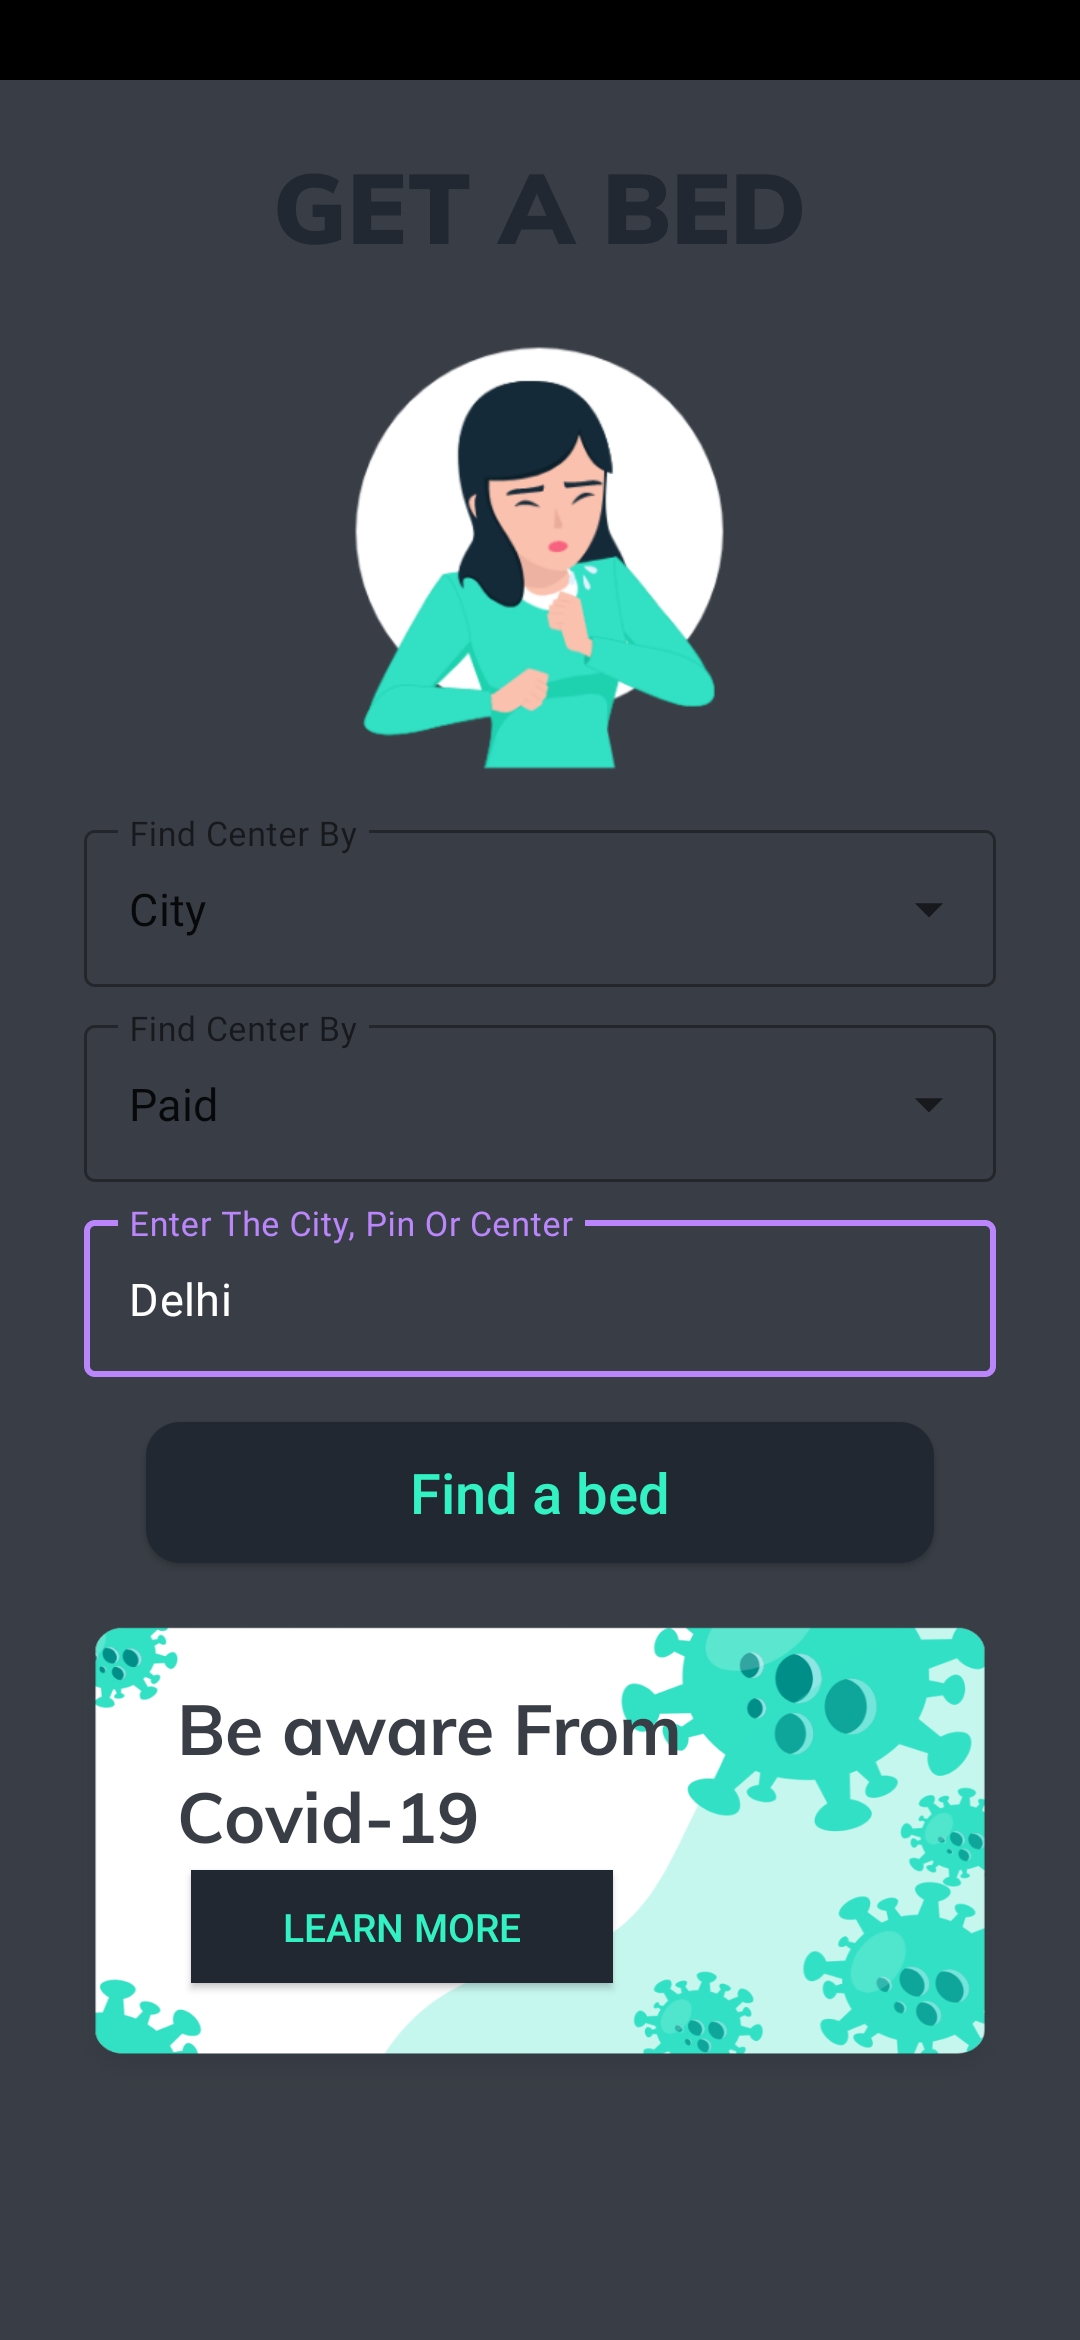 GET A BED
Find Center By
City
Find Center By
Paid
Enter The City, Pin Or Center
Delhi
Find a bed
Be aware From
Covid-19
LEARN MORE